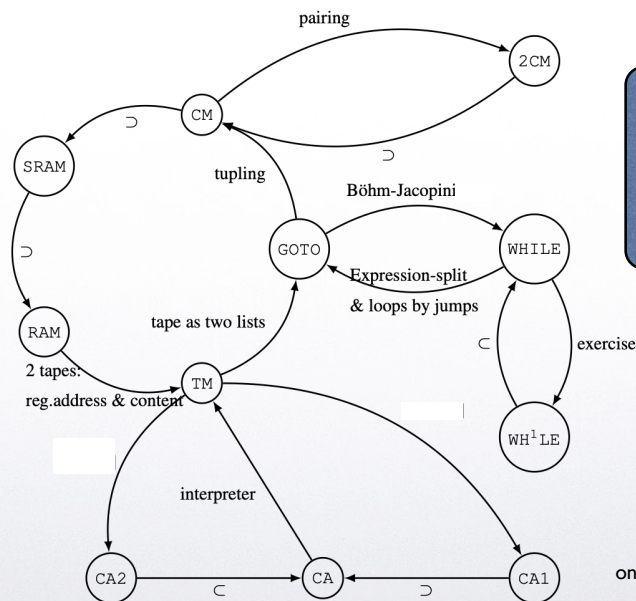 pairing
2CM
CM
⊃
⊃
SRAM
tupling
Böhm-Jacopini
GOTO
WHILE
⊃
Expression-split
& loops by jumps
tape as two lists
RAM
⊂
exercise
2 tapes:
reg.address & content
TM
WH¹LE
interpreter
CA2
CA
CA1
on
⊂
⊃